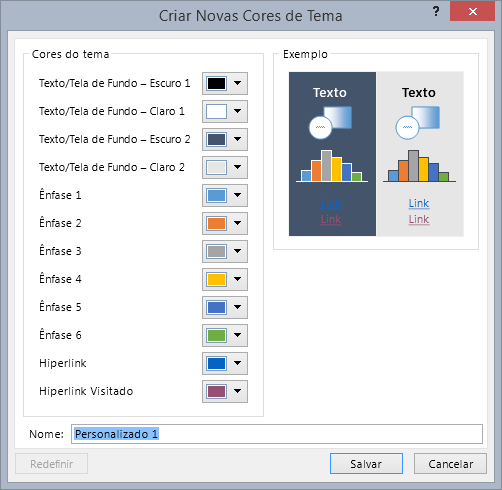 Criar Novas Cores de Tema
?
Cores do tema
Texto/Tela de Fundo – Escuro 1
Texto/Tela de Fundo – Claro 1
Texto/Tela de Fundo – Escuro 2
Texto/Tela de Fundo – Claro 2
Ênfase 1
Ênfase 2
Ênfase 3
Ênfase 4
Ênfase 5
Ênfase 6
Hiperlink
Hiperlink Visitado
Exemplo
Texto Texto
Link Link
Link Link
Nome: Personalizado 1
Redefinir Salvar Cancelar